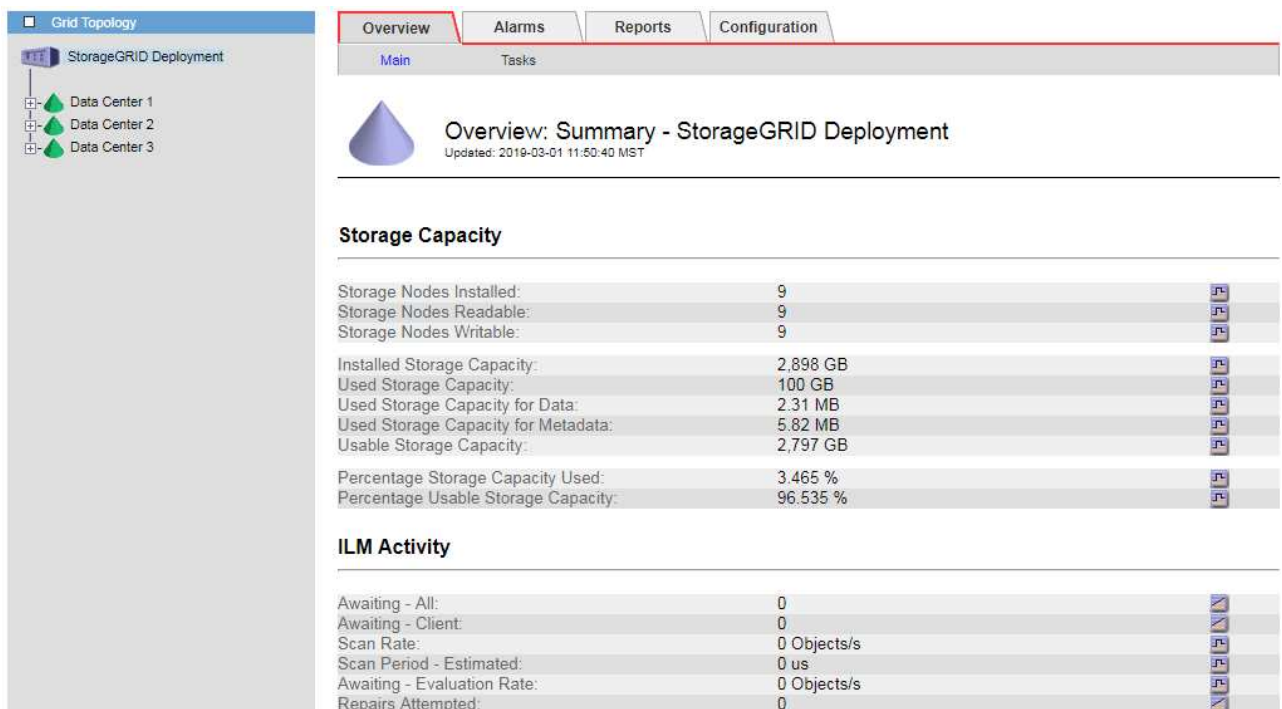 Grid Topology
StorageGRID Deployment
Data Center 1
Data Center 2
Data Center 3
Overview Alarms Reports Configuration
Main Tasks
Overview: Summary - StorageGRID Deployment
Updated: 2019-03-01 11:50:40 MST
Storage Capacity
Storage Nodes Installed: 9
Storage Nodes Readable: 9
Storage Nodes Writable: 9
Installed Storage Capacity: 2,898 GB
Used Storage Capacity: 100 GB
Used Storage Capacity for Data: 2.31 MB
Used Storage Capacity for Metadata: 5.82 MB
Usable Storage Capacity: 2,797 GB
Percentage Storage Capacity Used: 3.465 %
Percentage Usable Storage Capacity: 96.535 %
ILM Activity
Awaiting - All: 0
Awaiting - Client: 0
Scan Rate: 0 Objects/s
Scan Period - Estimated: 0 us
Awaiting - Evaluation Rate: 0 Objects/s
Repairs Attempted: 0